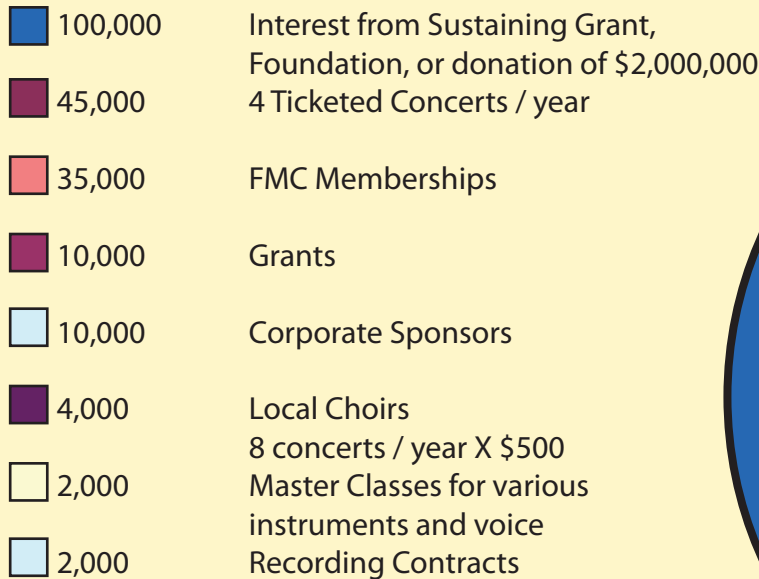 100,000 Interest from Sustaining Grant,
Foundation, or donation of $2,000,000
45,000 4 Ticketed Concerts / year
35,000 FMC Memberships
10,000 Grants
10,000 Corporate Sponsors
4,000 Local Choirs
8 concerts / year X $500
2,000 Master Classes for various
instruments and voice
2,000 Recording Contracts